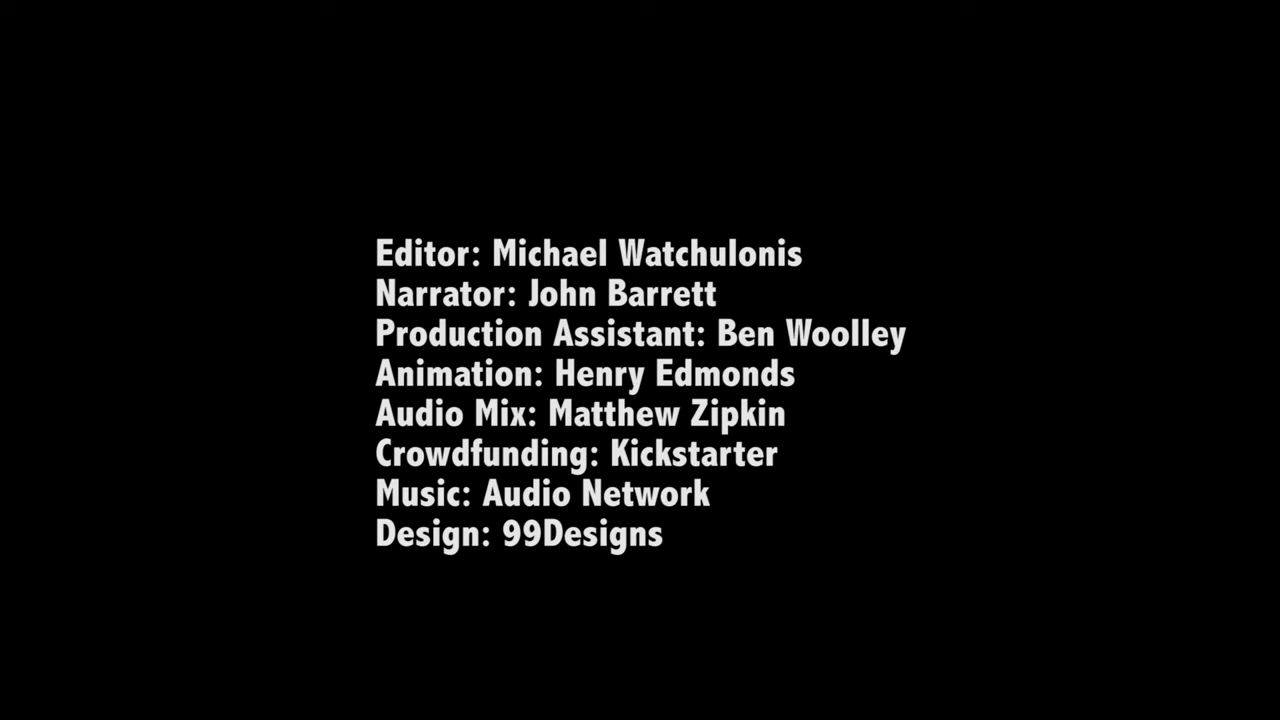 Editor: Michael Watchulonis
Narrator: John Barrett
Production Assistant: Ben Woolley
Animation: Henry Edmonds
Audio Mix: Matthew Zipkin
Crowdfunding: Kickstarter
Music: Audio Network
Design: 99Designs